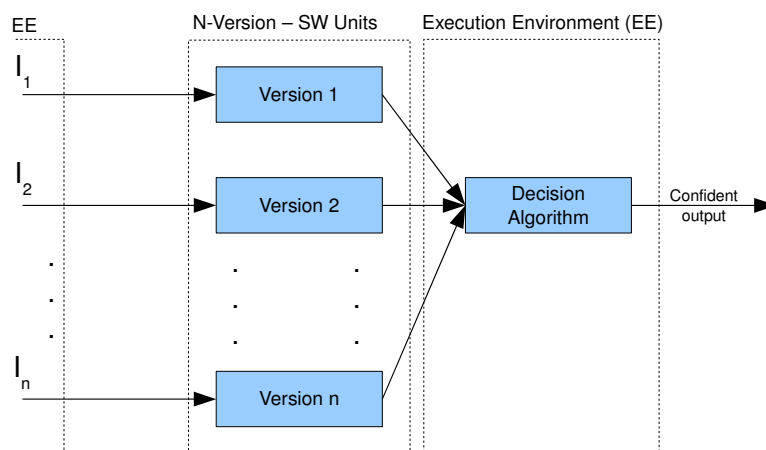 EE
N-Version – SW Units
Execution Environment (EE)
I1
Version 1
I2
Version 2
Decision
Algorithm
Confident
output
In
Version n